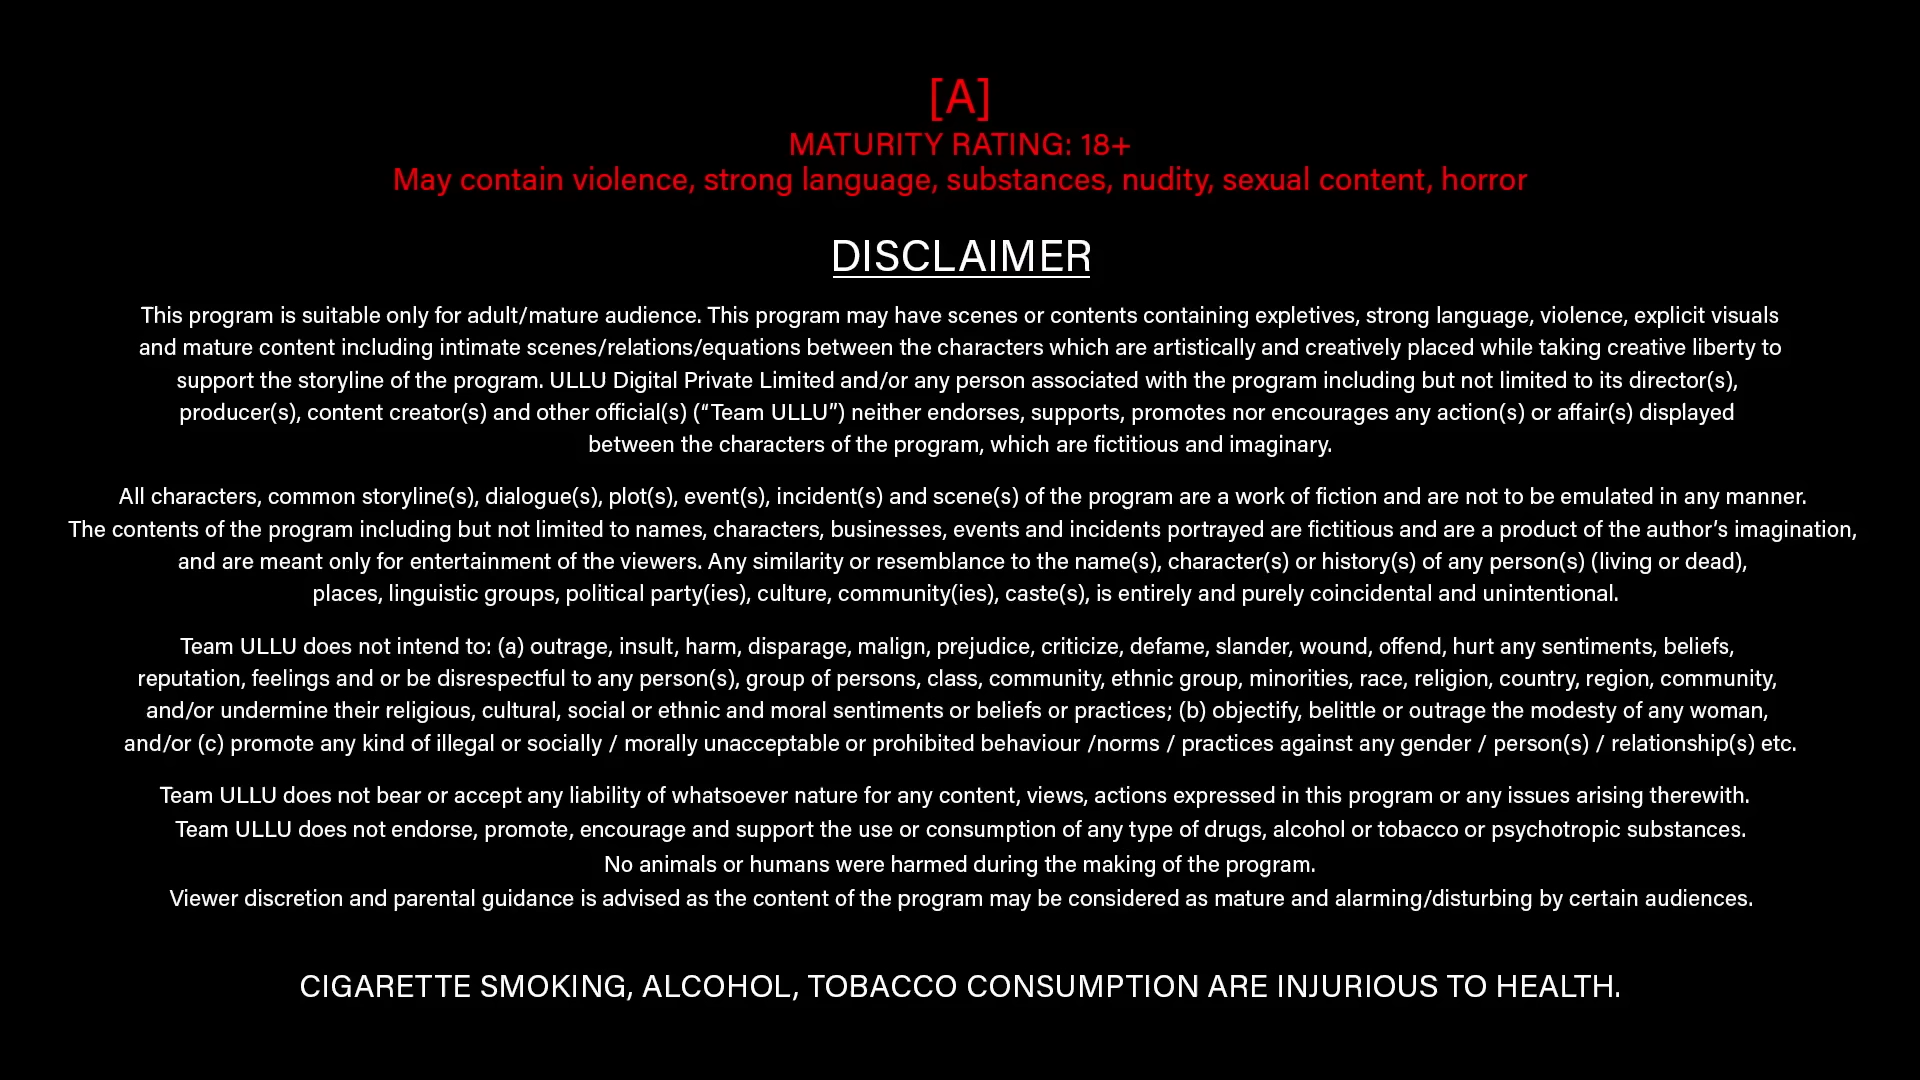 [A]
MATURITY RATING: 18+
May contain violence, strong language, substances, nudity, sexual content, horror
DISCLAIMER
This program is suitable only for adult/mature audience. This program may have scenes or contents containing expletives, strong language, violence, explicit visuals
and mature content including intimate scenes/relations/equations between the characters which are artistically and creatively placed while taking creative liberty to
support the storyline of the program. ULLU Digital Private Limited and/or any person associated with the program including but not limited to its director(s),
producer(s), content creator(s) and other official(s) (“Team ULLU”) neither endorses, supports, promotes nor encourages any action(s) or affair(s) displayed
between the characters of the program, which are fictitious and imaginary.
All characters, common storyline(s), dialogue(s), plot(s), event(s), incident(s) and scene(s) of the program are a work of fiction and are not to be emulated in any manner.
The contents of the program including but not limited to names, characters, businesses, events and incidents portrayed are fictitious and are a product of the author’s imagination,
and are meant only for entertainment of the viewers. Any similarity or resemblance to the name(s), character(s) or history(s) of any person(s) (living or dead),
places, linguistic groups, political party(ies), culture, community(ies), caste(s), is entirely and purely coincidental and unintentional.
Team ULLU does not intend to: (a) outrage, insult, harm, disparage, malign, prejudice, criticize, defame, slander, wound, offend, hurt any sentiments, beliefs,
reputation, feelings and or be disrespectful to any person(s), group of persons, class, community, ethnic group, minorities, race, religion, country, region, community,
and/or undermine their religious, cultural, social or ethnic and moral sentiments or beliefs or practices; (b) objectify, belittle or outrage the modesty of any woman,
and/or (c) promote any kind of illegal or socially / morally unacceptable or prohibited behaviour /norms / practices against any gender / person(s) / relationship(s) etc.
Team ULLU does not bear or accept any liability of whatsoever nature for any content, views, actions expressed in this program or any issues arising therewith.
Team ULLU does not endorse, promote, encourage and support the use or consumption of any type of drugs, alcohol or tobacco or psychotropic substances.
No animals or humans were harmed during the making of the program.
Viewer discretion and parental guidance is advised as the content of the program may be considered as mature and alarming/disturbing by certain audiences.
CIGARETTE SMOKING, ALCOHOL, TOBACCO CONSUMPTION ARE INJURIOUS TO HEALTH.